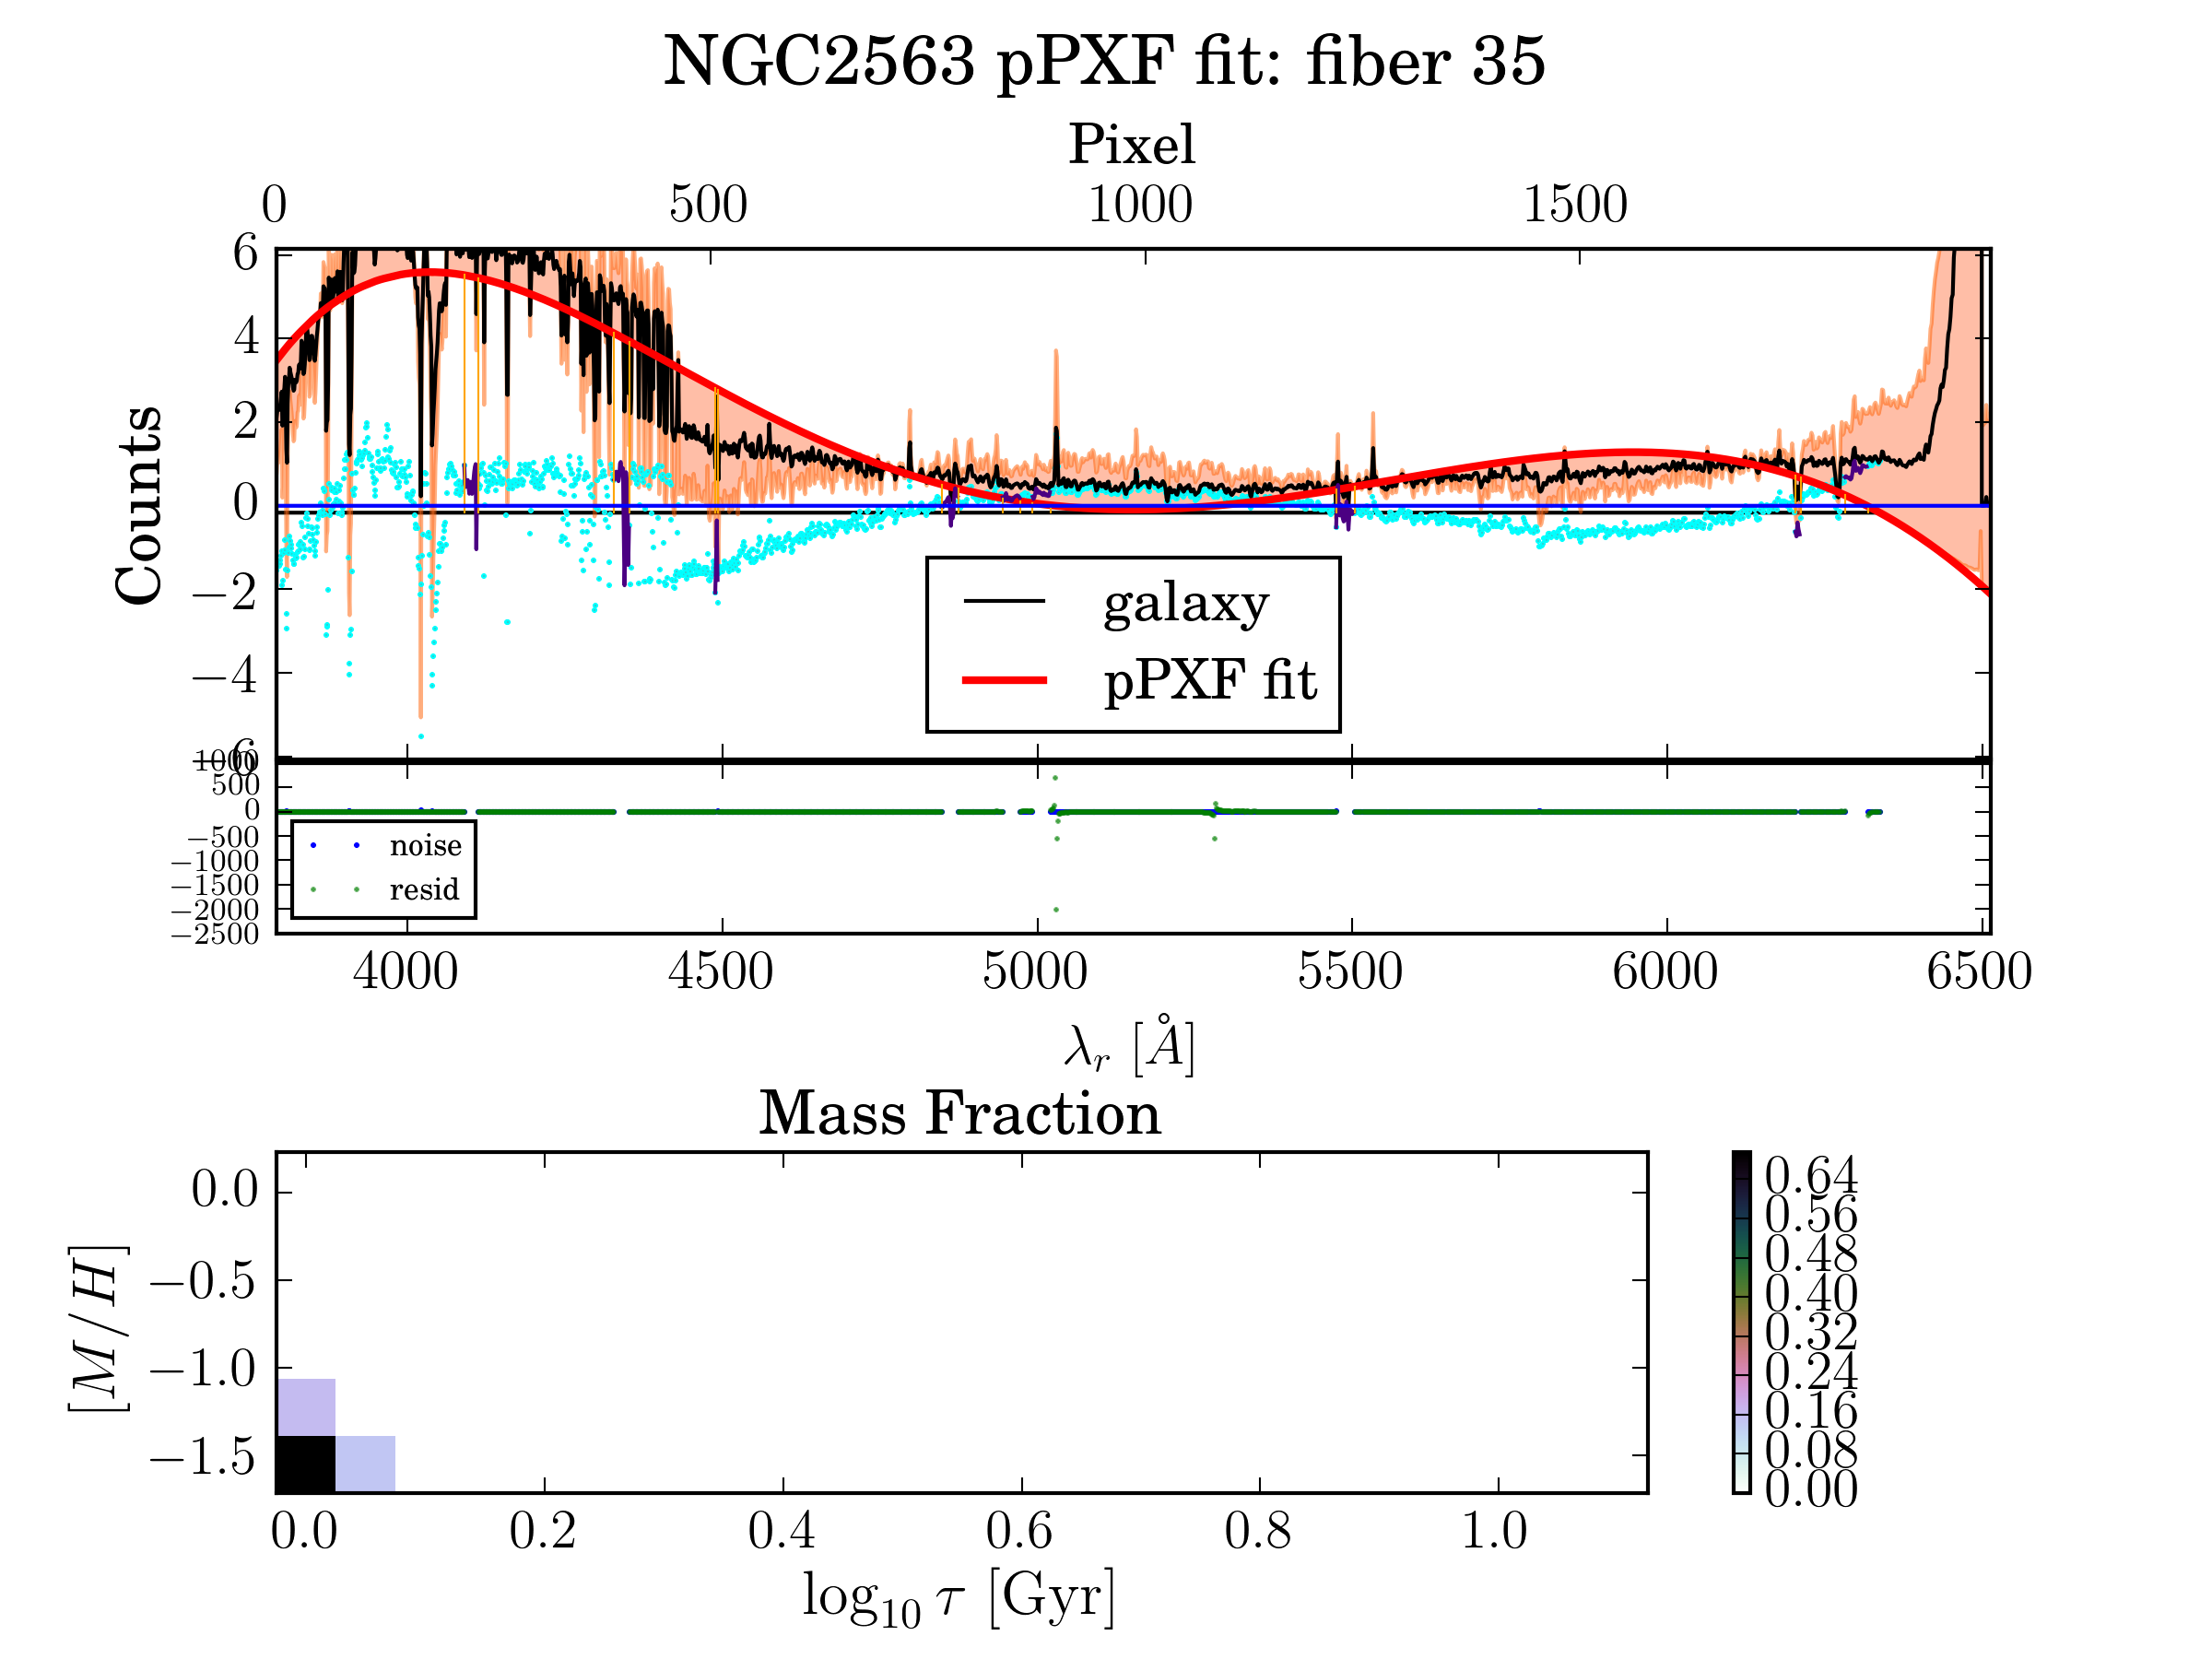 NGC2563 pPXF fit: fiber 35
Pixel
0 500 1000 1500
6
4
2
0
−2
−4
−6
Counts
galaxy
pPXF fit
1000
500
0
−500
−1000
−1500
−2000
−2500
noise
resid
4000 4500 5000 5500 6000 6500
λr [Å]
Mass Fraction
0.0
−0.5
−1.0
−1.5
[M/H]
0.0 0.2 0.4 0.6 0.8 1.0
log10 τ [Gyr]
0.64
0.56
0.48
0.40
0.32
0.24
0.16
0.08
0.00